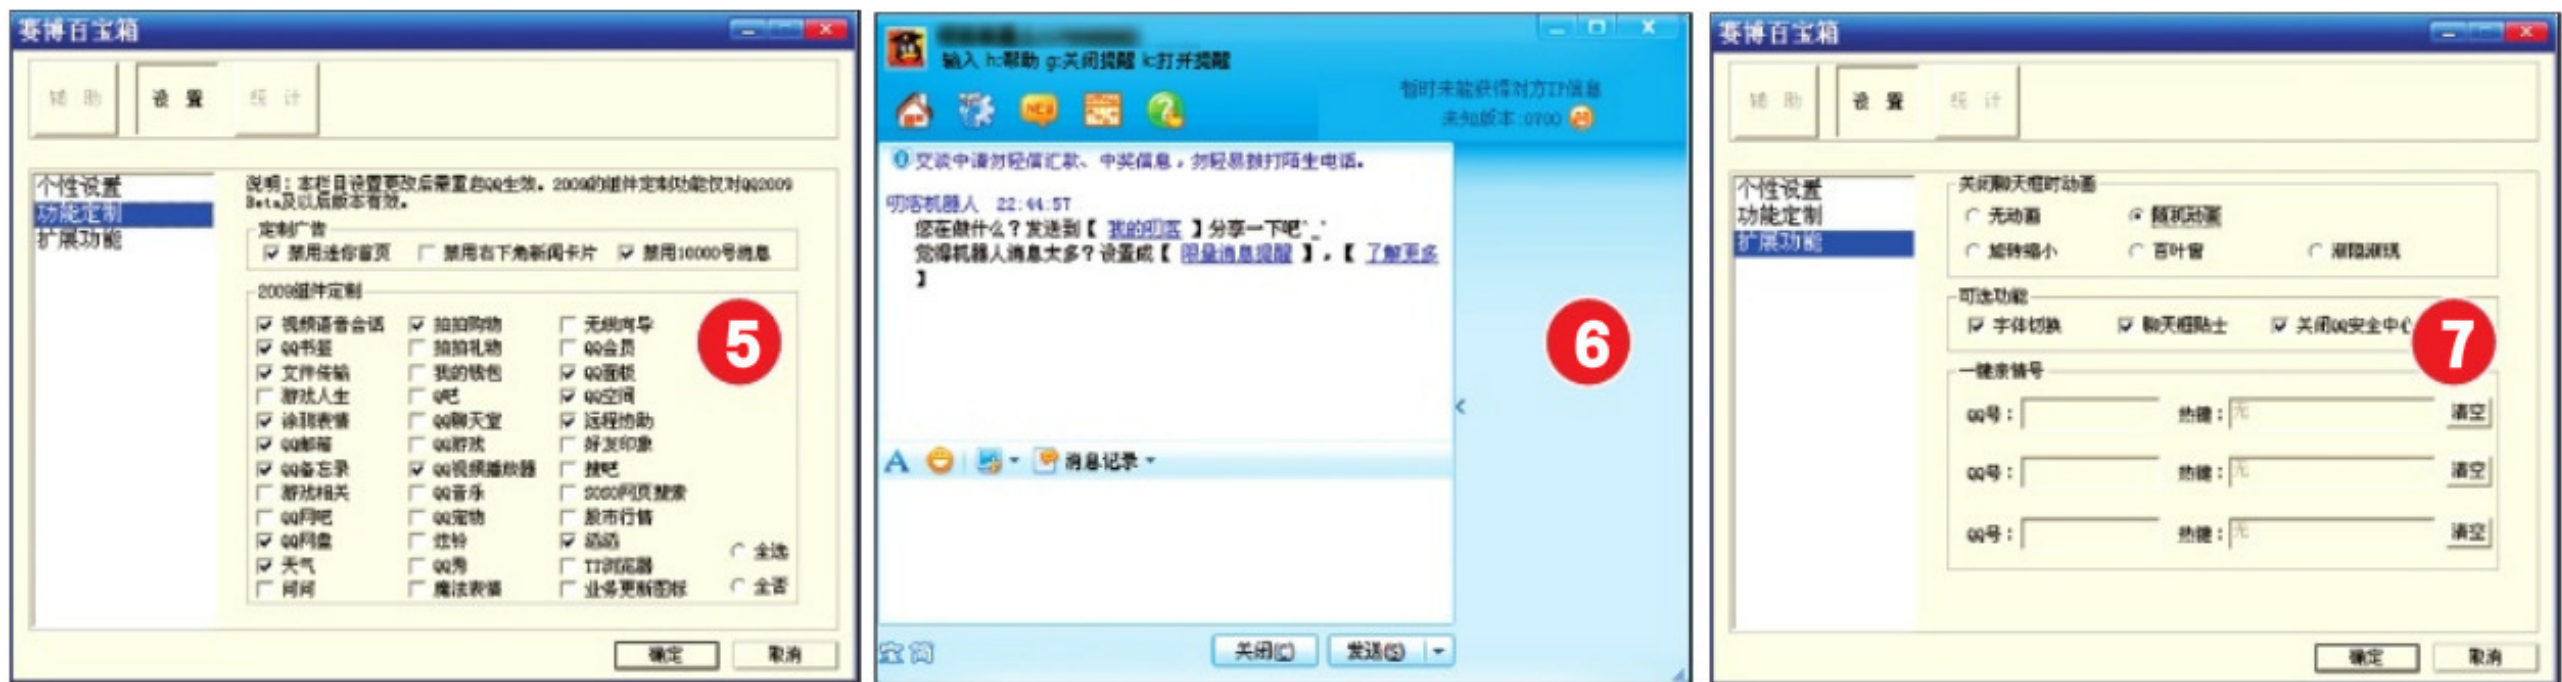 赛博百宝箱
辅助 设置 统计
个性设置
功能定制
扩展功能
说明：本栏目设置更改后需重启QQ生效。2009的组件定制功能仅对QQ2009
Beta及以后版本有效。
定制广告
禁用迷你首页 禁用右下角新闻卡片 禁用10000号消息
2009组件定制
视频语音会话 拍拍购物 无线向导
QQ书签 拍拍礼物 QQ会员
文件传输 我的钱包 QQ面板
游戏人生 Q吧 QQ空间
涂鸦表情 QQ聊天室 远程协助
QQ邮箱 QQ游戏 好友印象
QQ备忘录 QQ视频播放器 搜吧
游戏相关 QQ音乐 SOSO网页搜索
QQ网吧 QQ宠物 股市行情
QQ网盘 炫铃 滔滔
天气 QQ秀 TT浏览器
问问 魔法表情 业务更新图标
全选
全否
确定 取消
5
输入 h:帮助 g:关闭提醒 k:打开提醒
NEW
暂时未能获得对方IP信息
未知版本:0700
交谈中请勿轻信汇款、中奖信息，勿轻易拨打陌生电话。
叨客机器人 22:44:57
您在做什么？发送到【 我的叨客 】分享一下吧^_^
觉得机器人消息太多？设置成【 限量消息提醒 】，【 了解更多
】
A 消息记录
关闭(C) 发送(S)
6
赛博百宝箱
辅助 设置 统计
个性设置
功能定制
扩展功能
关闭聊天框时动画
无动画 随机动画
旋转缩小 百叶窗 渐隐渐现
可选功能
字体切换 聊天框贴士 关闭QQ安全中心
一键亲情号
QQ号： 热键：无 清空
QQ号： 热键：无 清空
QQ号： 热键：无 清空
确定 取消
7